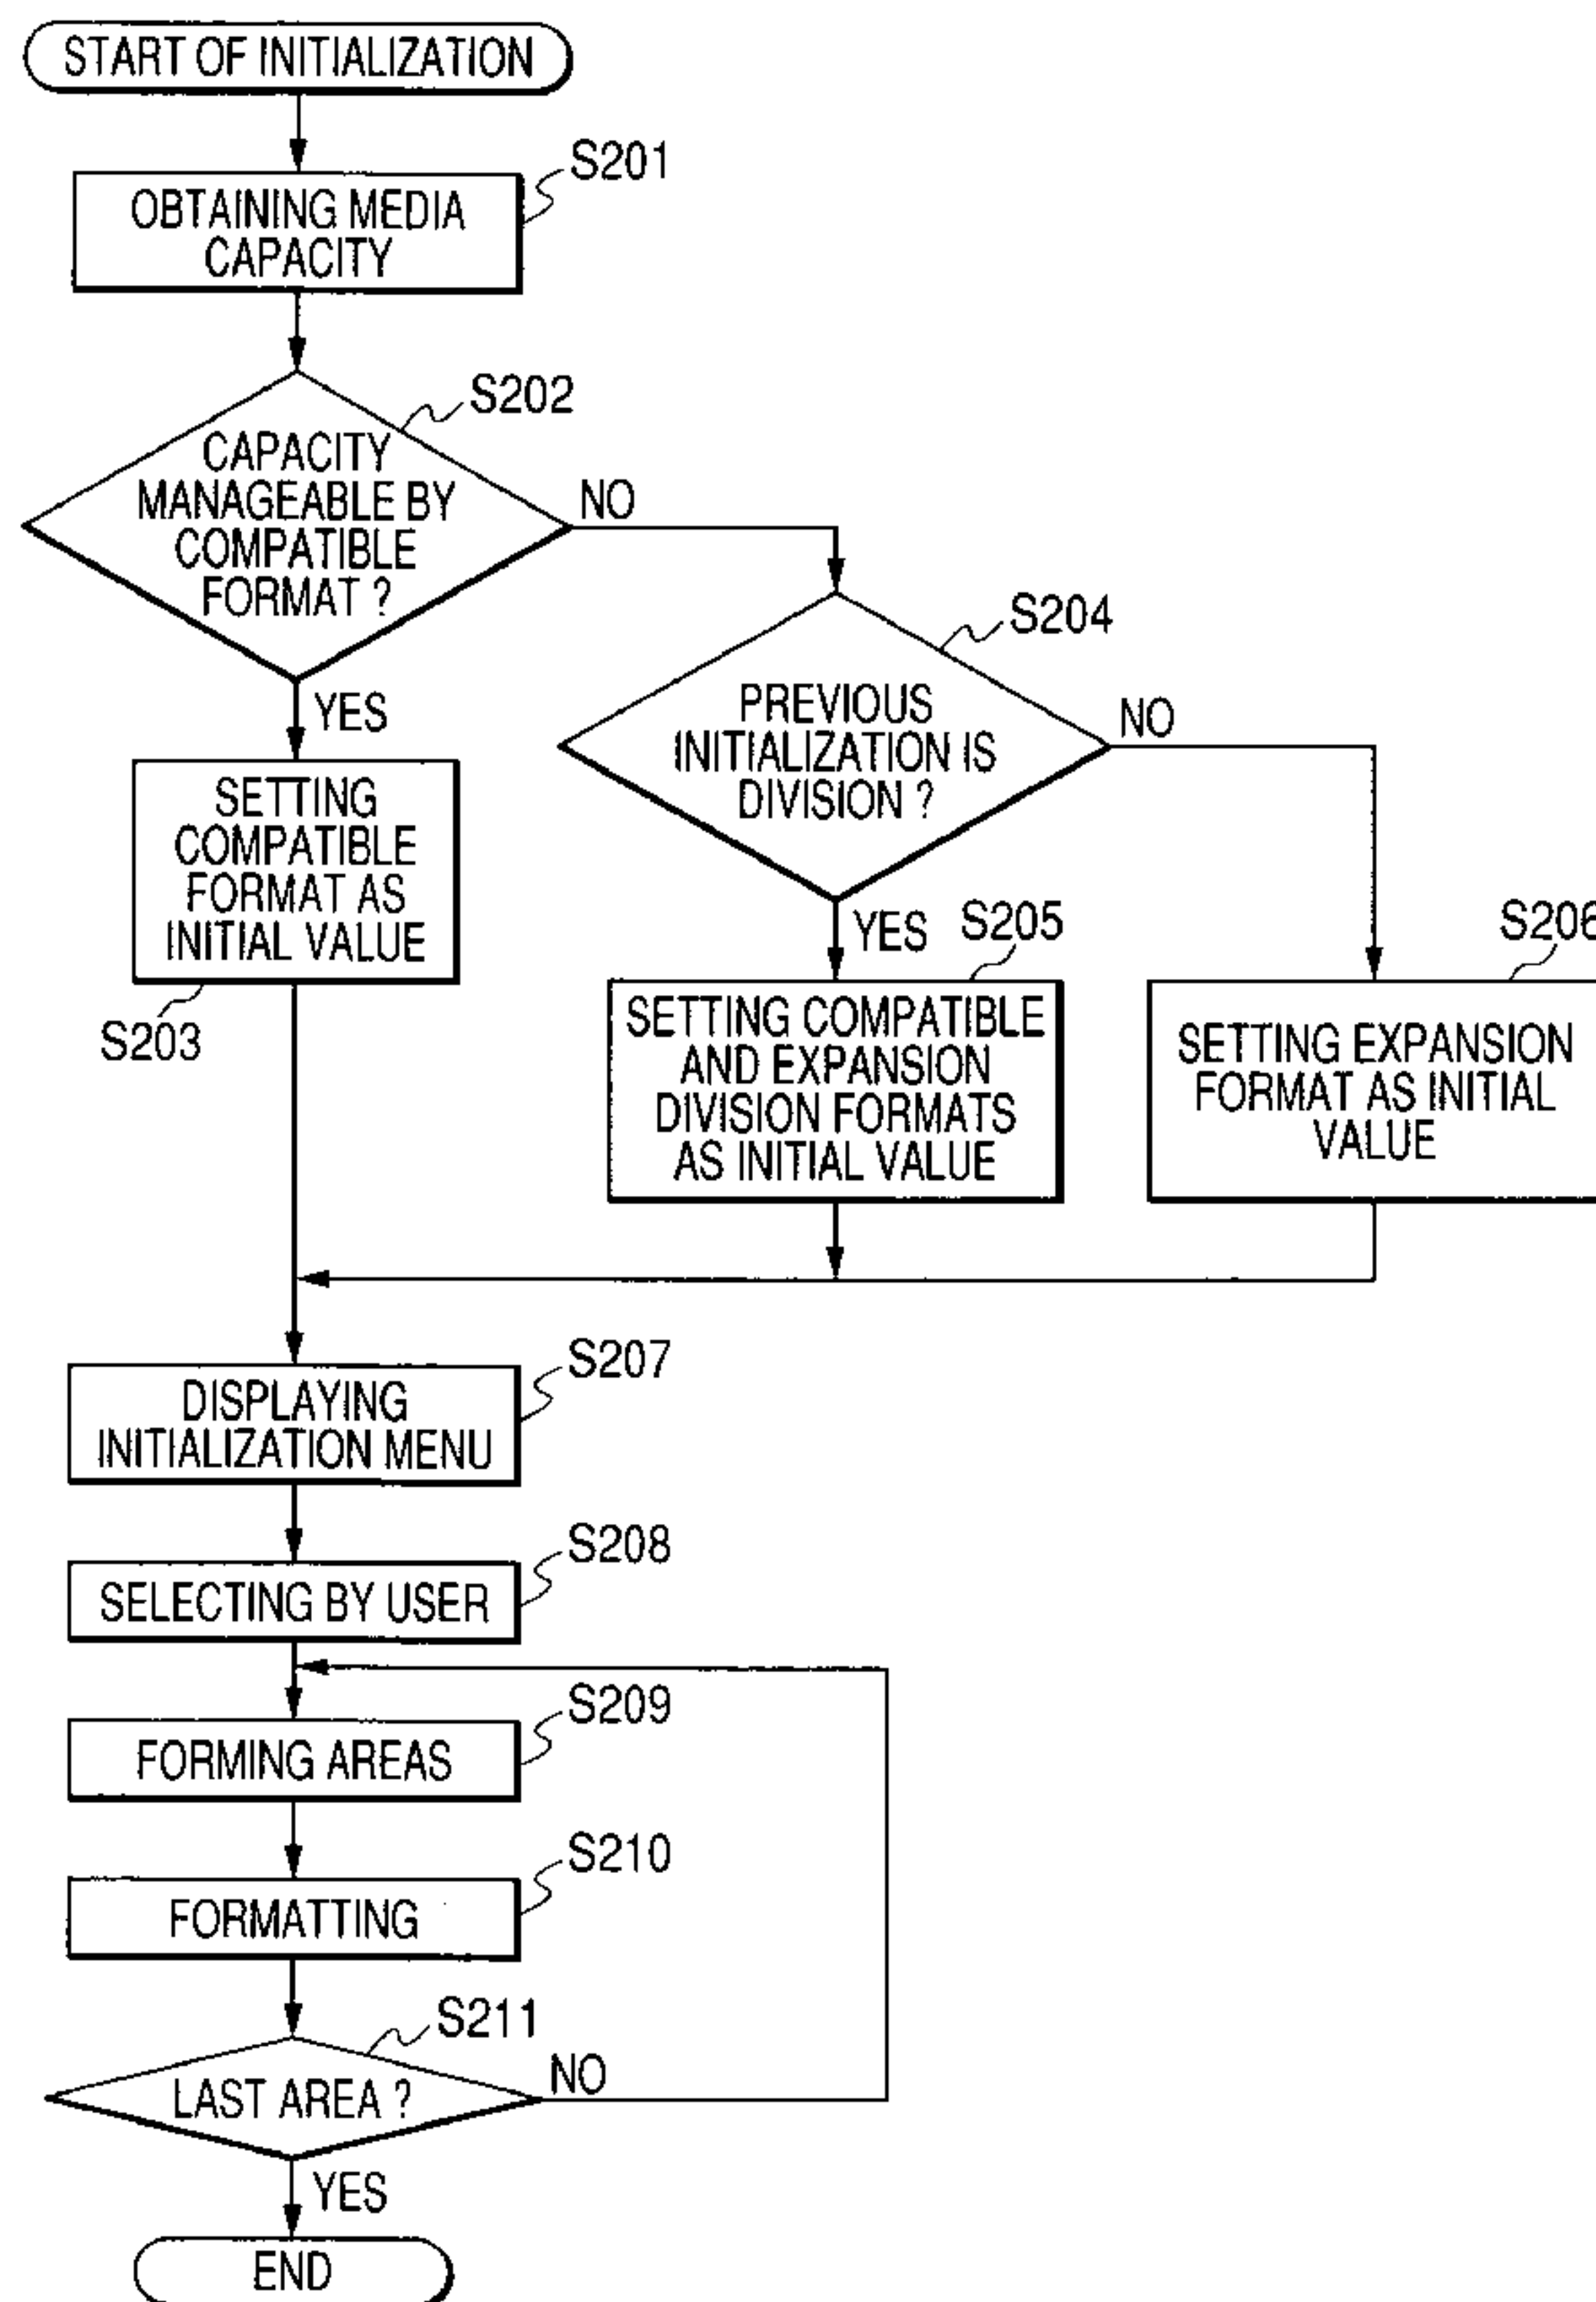 START OF INITIALIZATION
S201
OBTAINING MEDIA
CAPACITY
S202
CAPACITY
MANAGEABLE BY
COMPATIBLE
FORMAT ?
NO
YES
S204
PREVIOUS
INITIALIZATION IS
DIVISION ?
NO
YES
SETTING
COMPATIBLE
FORMAT AS
INITIAL VALUE
S203
S205
SETTING COMPATIBLE
AND EXPANSION
DIVISION FORMATS
AS INITIAL VALUE
S206
SETTING EXPANSION
FORMAT AS INITIAL
VALUE
S207
DISPLAYING
INITIALIZATION MENU
S208
SELECTING BY USER
S209
FORMING AREAS
S210
FORMATTING
S211
LAST AREA ?
NO
YES
END